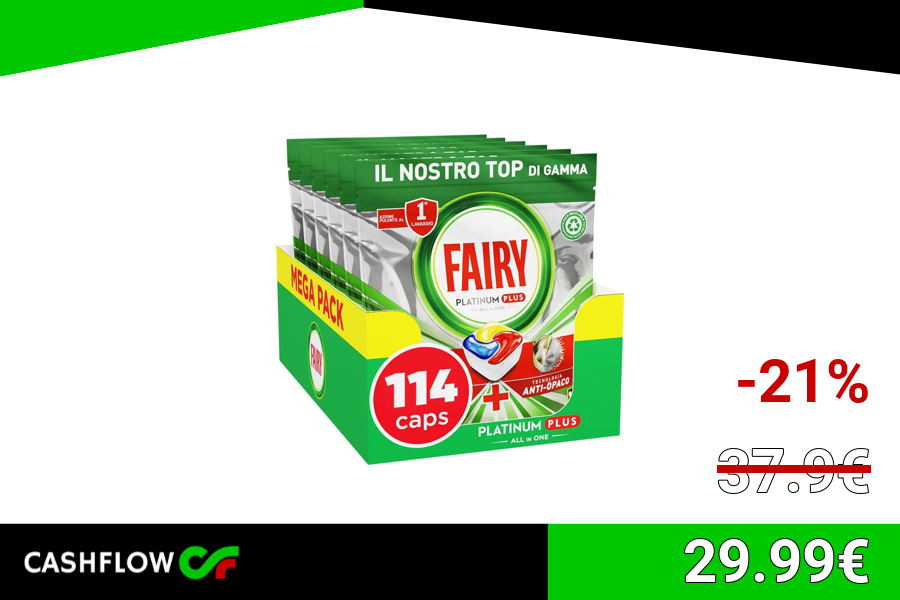 IL NOSTRO TOP DI GAMMA
AZIONE
POTENTE AL
1°
LAVAGGIO
FAIRY
PLATINUM PLUS
ALL IN ONE
MEGA PACK
FAIRY
114
caps
TECNOLOGÍA
ANTI-OPACO
PLATINUM PLUS
ALL IN ONE
-21%
37.9€
CASHFLOW
29.99€